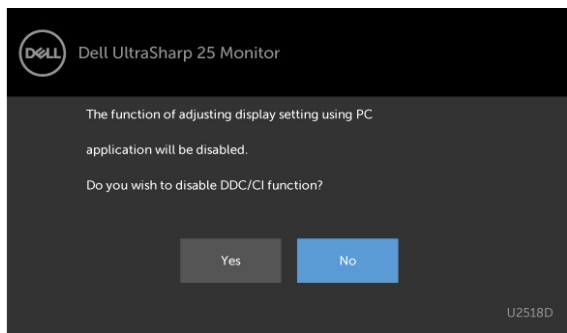 DELL
Dell UltraSharp 25 Monitor
The function of adjusting display setting using PC
application will be disabled.
Do you wish to disable DDC/CI function?
Yes No
U2518D